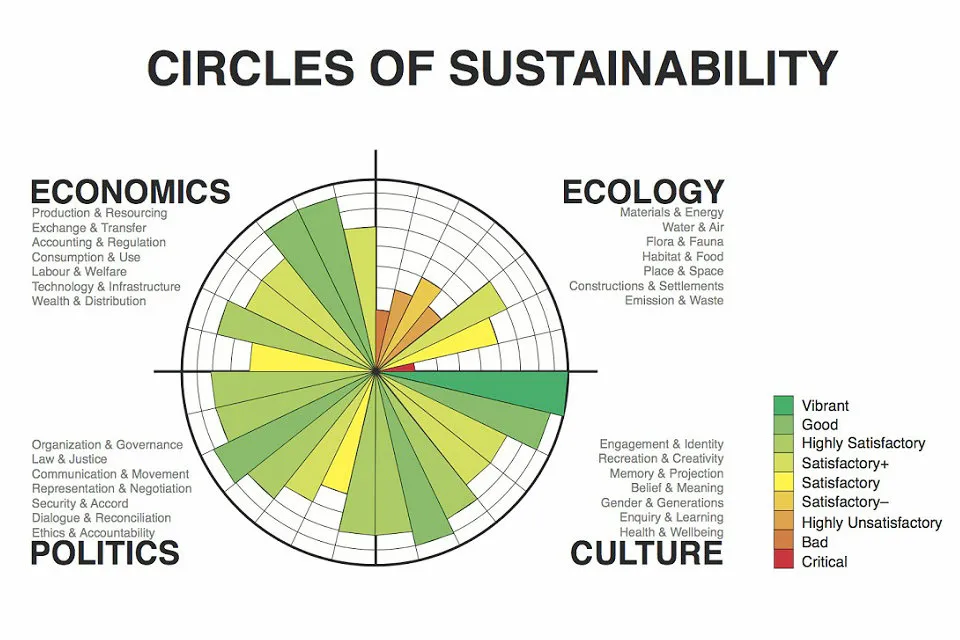 CIRCLES OF SUSTAINABILITY
ECONOMICS
Production & Resourcing
Exchange & Transfer
Accounting & Regulation
Consumption & Use
Labour & Welfare
Technology & Infrastructure
Wealth & Distribution
ECOLOGY
Materials & Energy
Water & Air
Flora & Fauna
Habitat & Food
Place & Space
Constructions & Settlements
Emission & Waste
Organization & Governance
Law & Justice
Communication & Movement
Representation & Negotiation
Security & Accord
Dialogue & Reconciliation
Ethics & Accountability
POLITICS
Engagement & Identity
Recreation & Creativity
Memory & Projection
Belief & Meaning
Gender & Generations
Enquiry & Learning
Health & Wellbeing
CULTURE
Vibrant
Good
Highly Satisfactory
Satisfactory+
Satisfactory
Satisfactory–
Highly Unsatisfactory
Bad
Critical